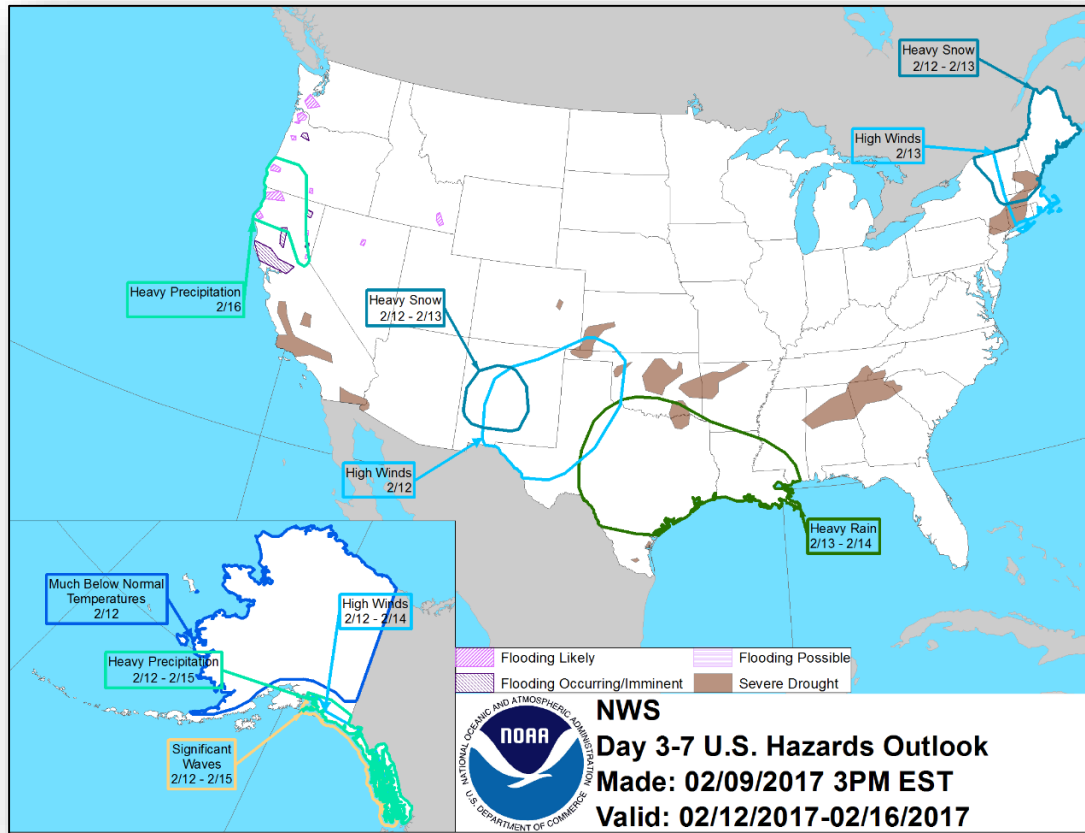 Heavy Snow
2/12 - 2/13
High Winds
2/13
Heavy Precipitation
2/16
Heavy Snow
2/12 - 2/13
High Winds
2/12
Heavy Rain
2/13 - 2/14
Much Below Normal
Temperatures
2/12
High Winds
2/12 - 2/14
Heavy Precipitation
2/12 - 2/15
Significant
Waves
2/12 - 2/15
Flooding Likely
Flooding Possible
Flooding Occurring/Imminent
Severe Drought
NATIONAL OCEANIC AND ATMOSPHERIC ADMINISTRATION
NOAA
U.S. DEPARTMENT OF COMMERCE
NWS
Day 3-7 U.S. Hazards Outlook
Made: 02/09/2017 3PM EST
Valid: 02/12/2017-02/16/2017